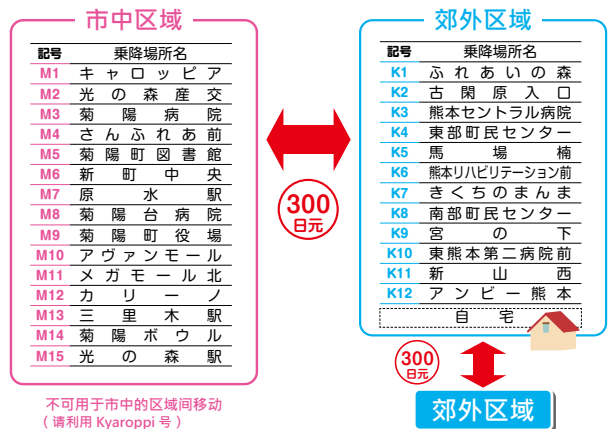 市中区域
記号 乗降場所名
M1 キャロッピア
M2 光の森産交
M3 菊陽病院
M4 さんふれあ前
M5 菊陽町図書館
M6 新町中央
M7 原水駅
M8 菊陽台病院
M9 菊陽町役場
M10 アヴァンモール
M11 メガモール北
M12 カリーノ
M13 三里木駅
M14 菊陽ボウル
M15 光の森駅
不可用于市中的区域间移动
（请利用 Kyaroppi 号）
300
日元
郊外区域
記号 乗降場所名
K1 ふれあいの森
K2 古閑原入口
K3 熊本セントラル病院
K4 東部町民センター
K5 馬場楠
K6 熊本リハビリテーション前
K7 きくちのまんま
K8 南部町民センター
K9 宮の下
K10 東熊本第二病院前
K11 新山西
K12 アンビー熊本
自宅
300
日元
郊外区域